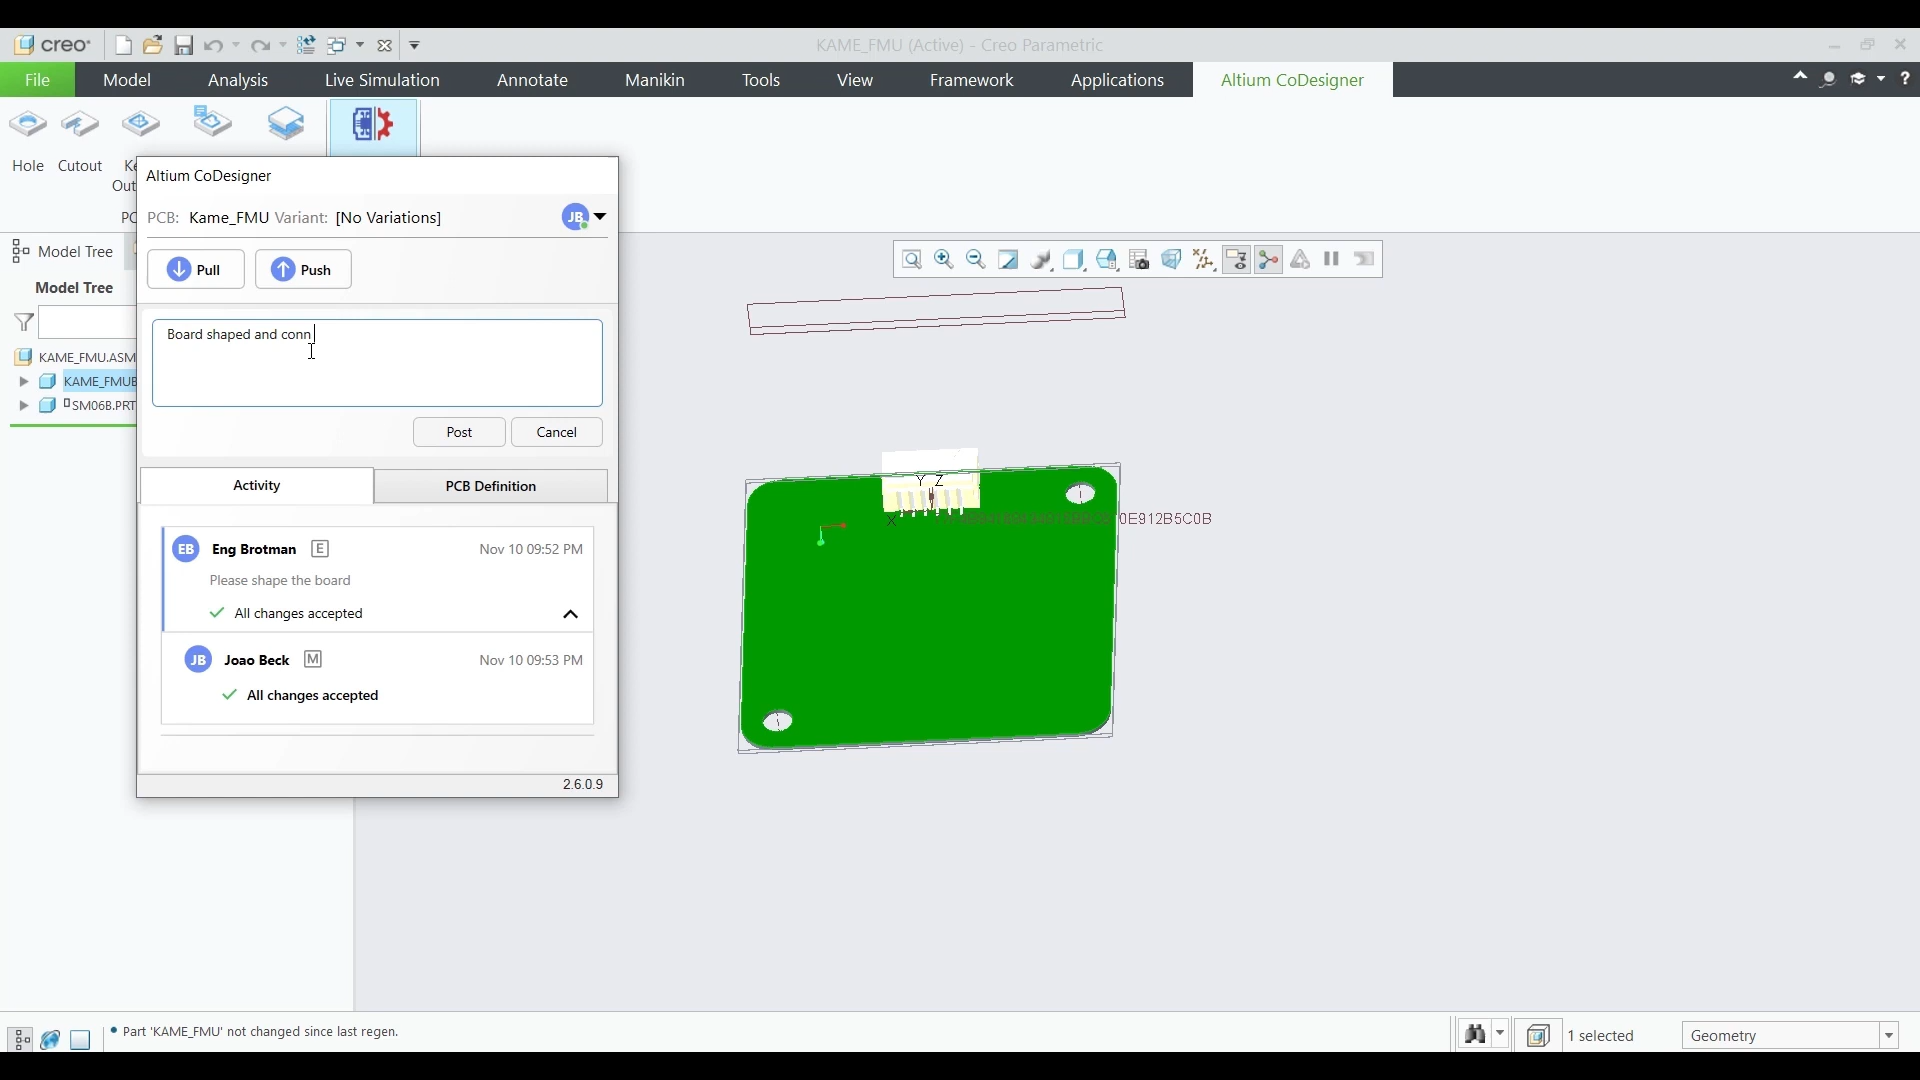 creo
KAME_FMU (Active) - Creo Parametric
File Model Analysis Live Simulation Annotate Manikin Tools View Framework Applications Altium CoDesigner
Hole Cutout
Altium CoDesigner
PCB: Kame_FMU Variant: [No Variations] JB
Pull Push
Model Tree
Model Tree
Board shaped and conn
KAME_FMU.ASM
KAME_FMUB
SM06B.PRT
Post Cancel
Activity PCB Definition
EB Eng Brotman E Nov 10 09:52 PM
Please shape the board
All changes accepted
JB Joao Beck M Nov 10 09:53 PM
All changes accepted
2.6.0.9
Y Z
X
0E912B5C0B
Part 'KAME_FMU' not changed since last regen.
1 selected
Geometry